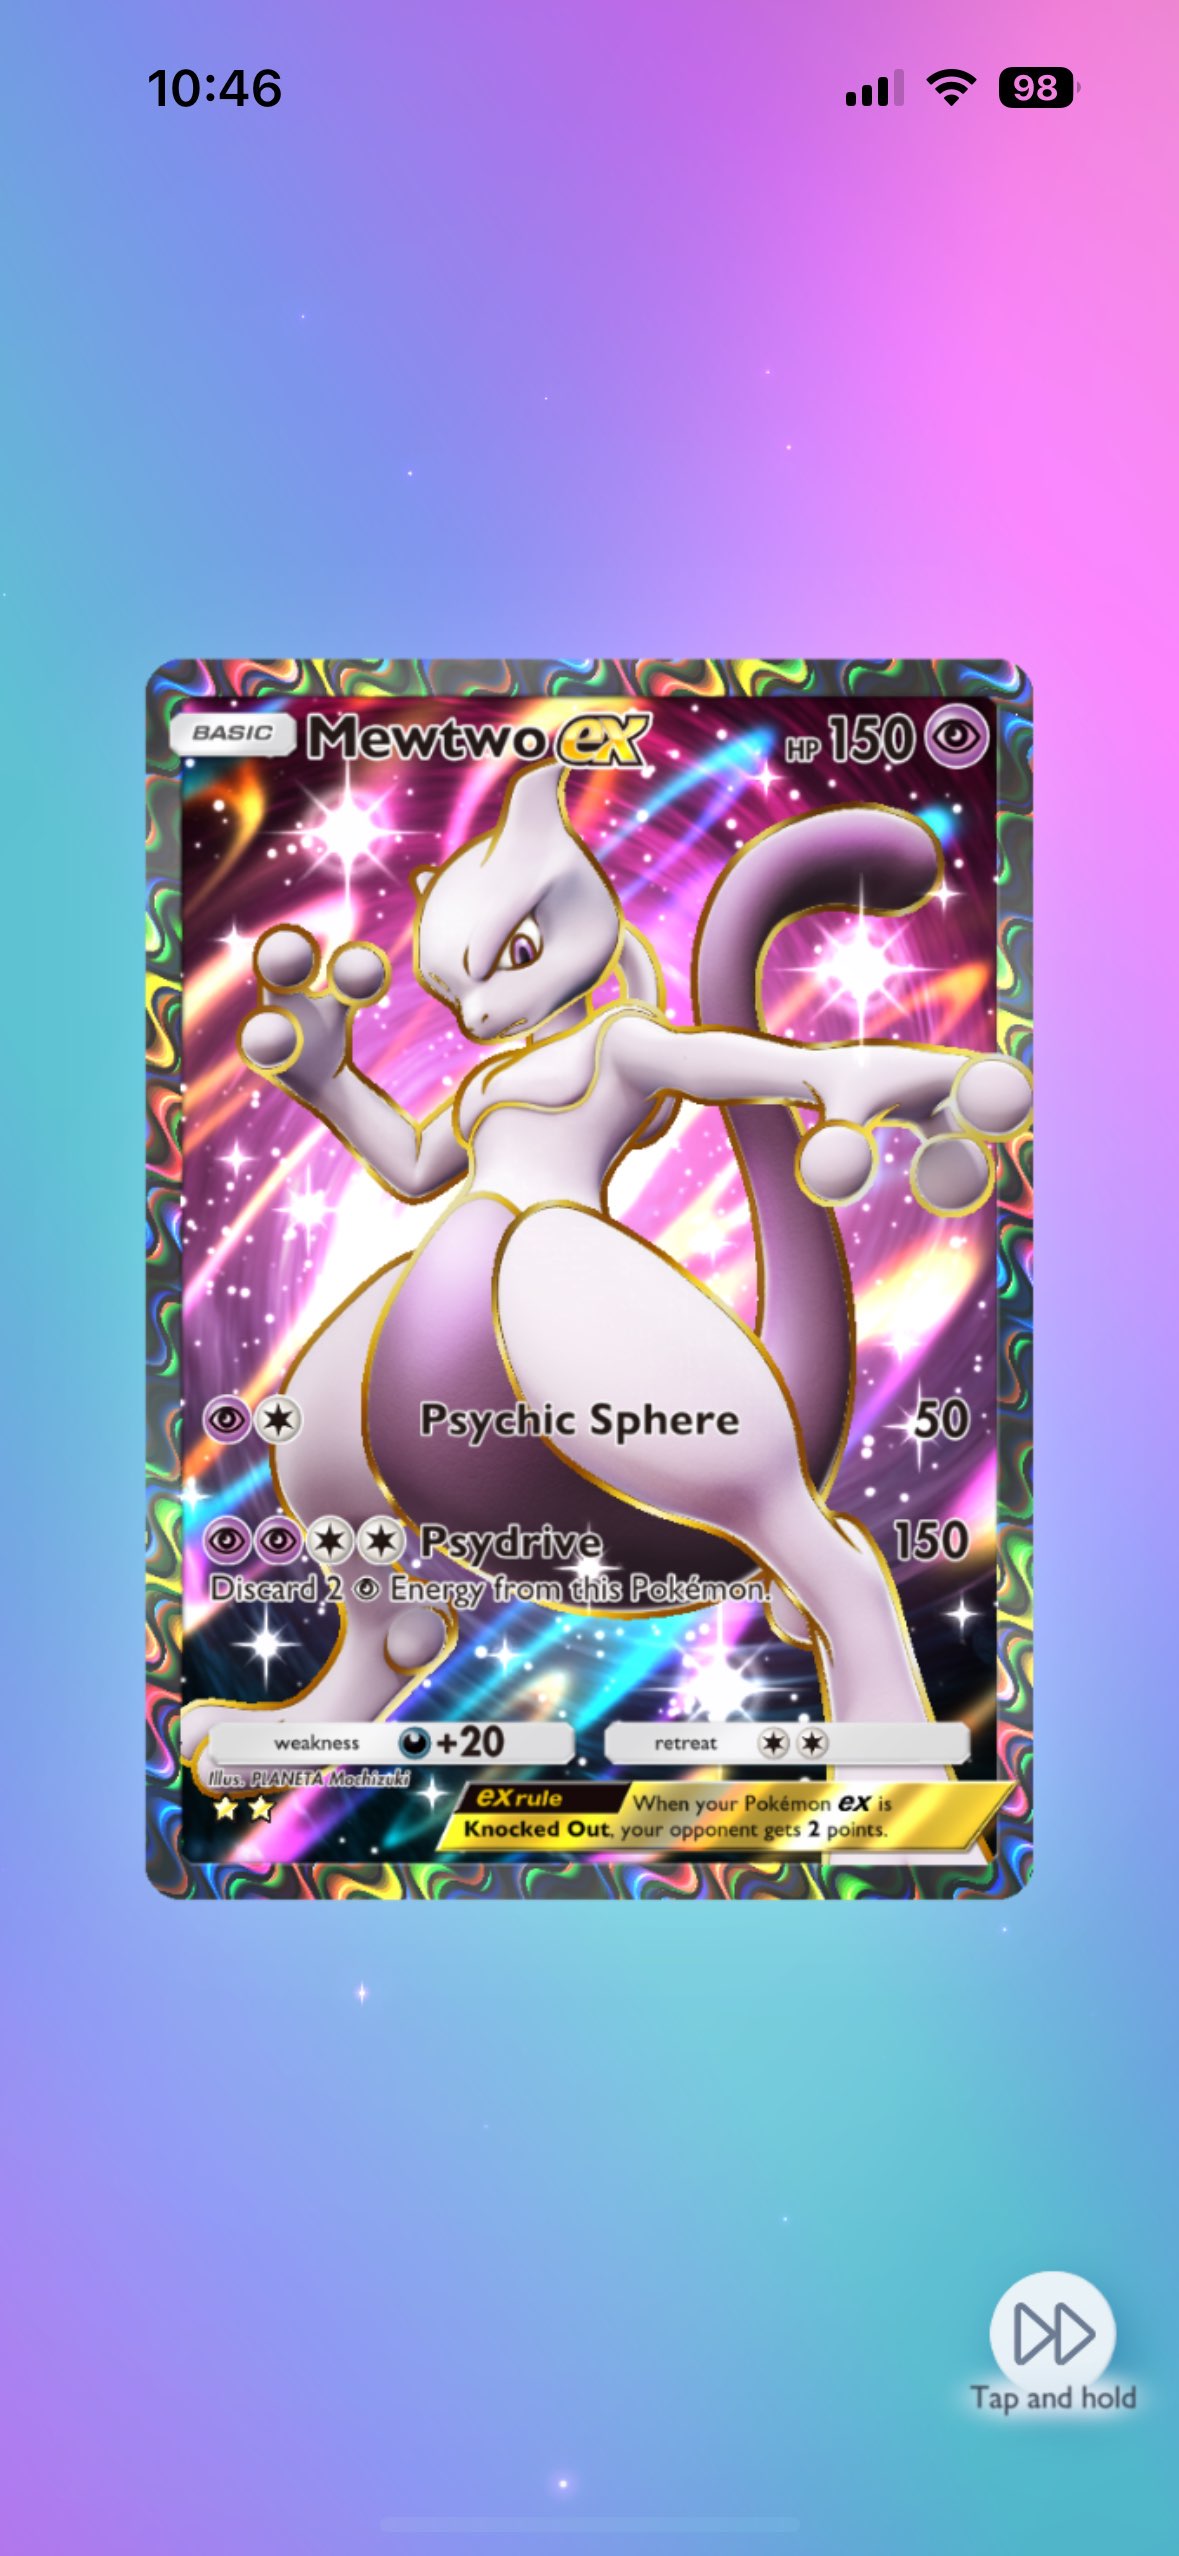 10:46
98
BASIC Mewtwo ex HP 150
Psychic Sphere 50
Psydrive 150
Discard 2 Energy from this Pokémon.
weakness +20 retreat
Illus. PLANETA Mochizuki
ex rule When your Pokémon ex is
Knocked Out, your opponent gets 2 points.
Tap and hold